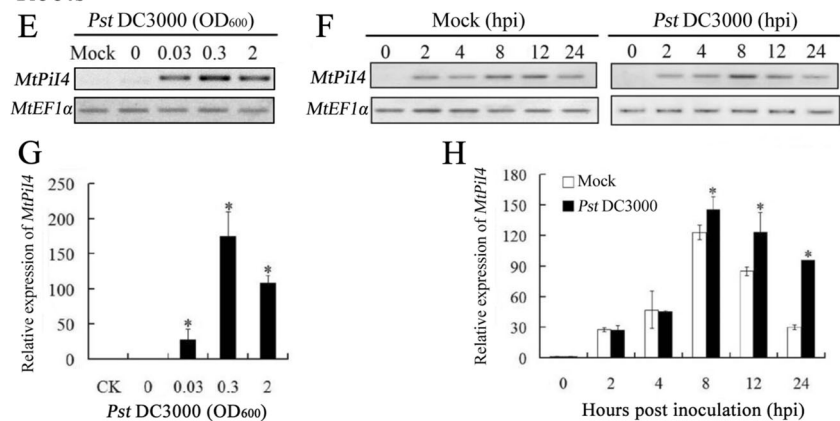 E
Pst DC3000 (OD600)
Mock 0 0.03 0.3 2
MtPiI4
MtEF1α
F
Mock (hpi)
0 2 4 8 12 24
Pst DC3000 (hpi)
0 2 4 8 12 24
MtPiI4
MtEF1α
G
Relative expression of MtPiI4
250
200
150
100
50
0
* * *
CK 0 0.03 0.3 2
Pst DC3000 (OD600)
H
Relative expression of MtPiI4
180
150
120
90
60
30
0
Mock
Pst DC3000
* * *
0 2 4 8 12 24
Hours post inoculation (hpi)